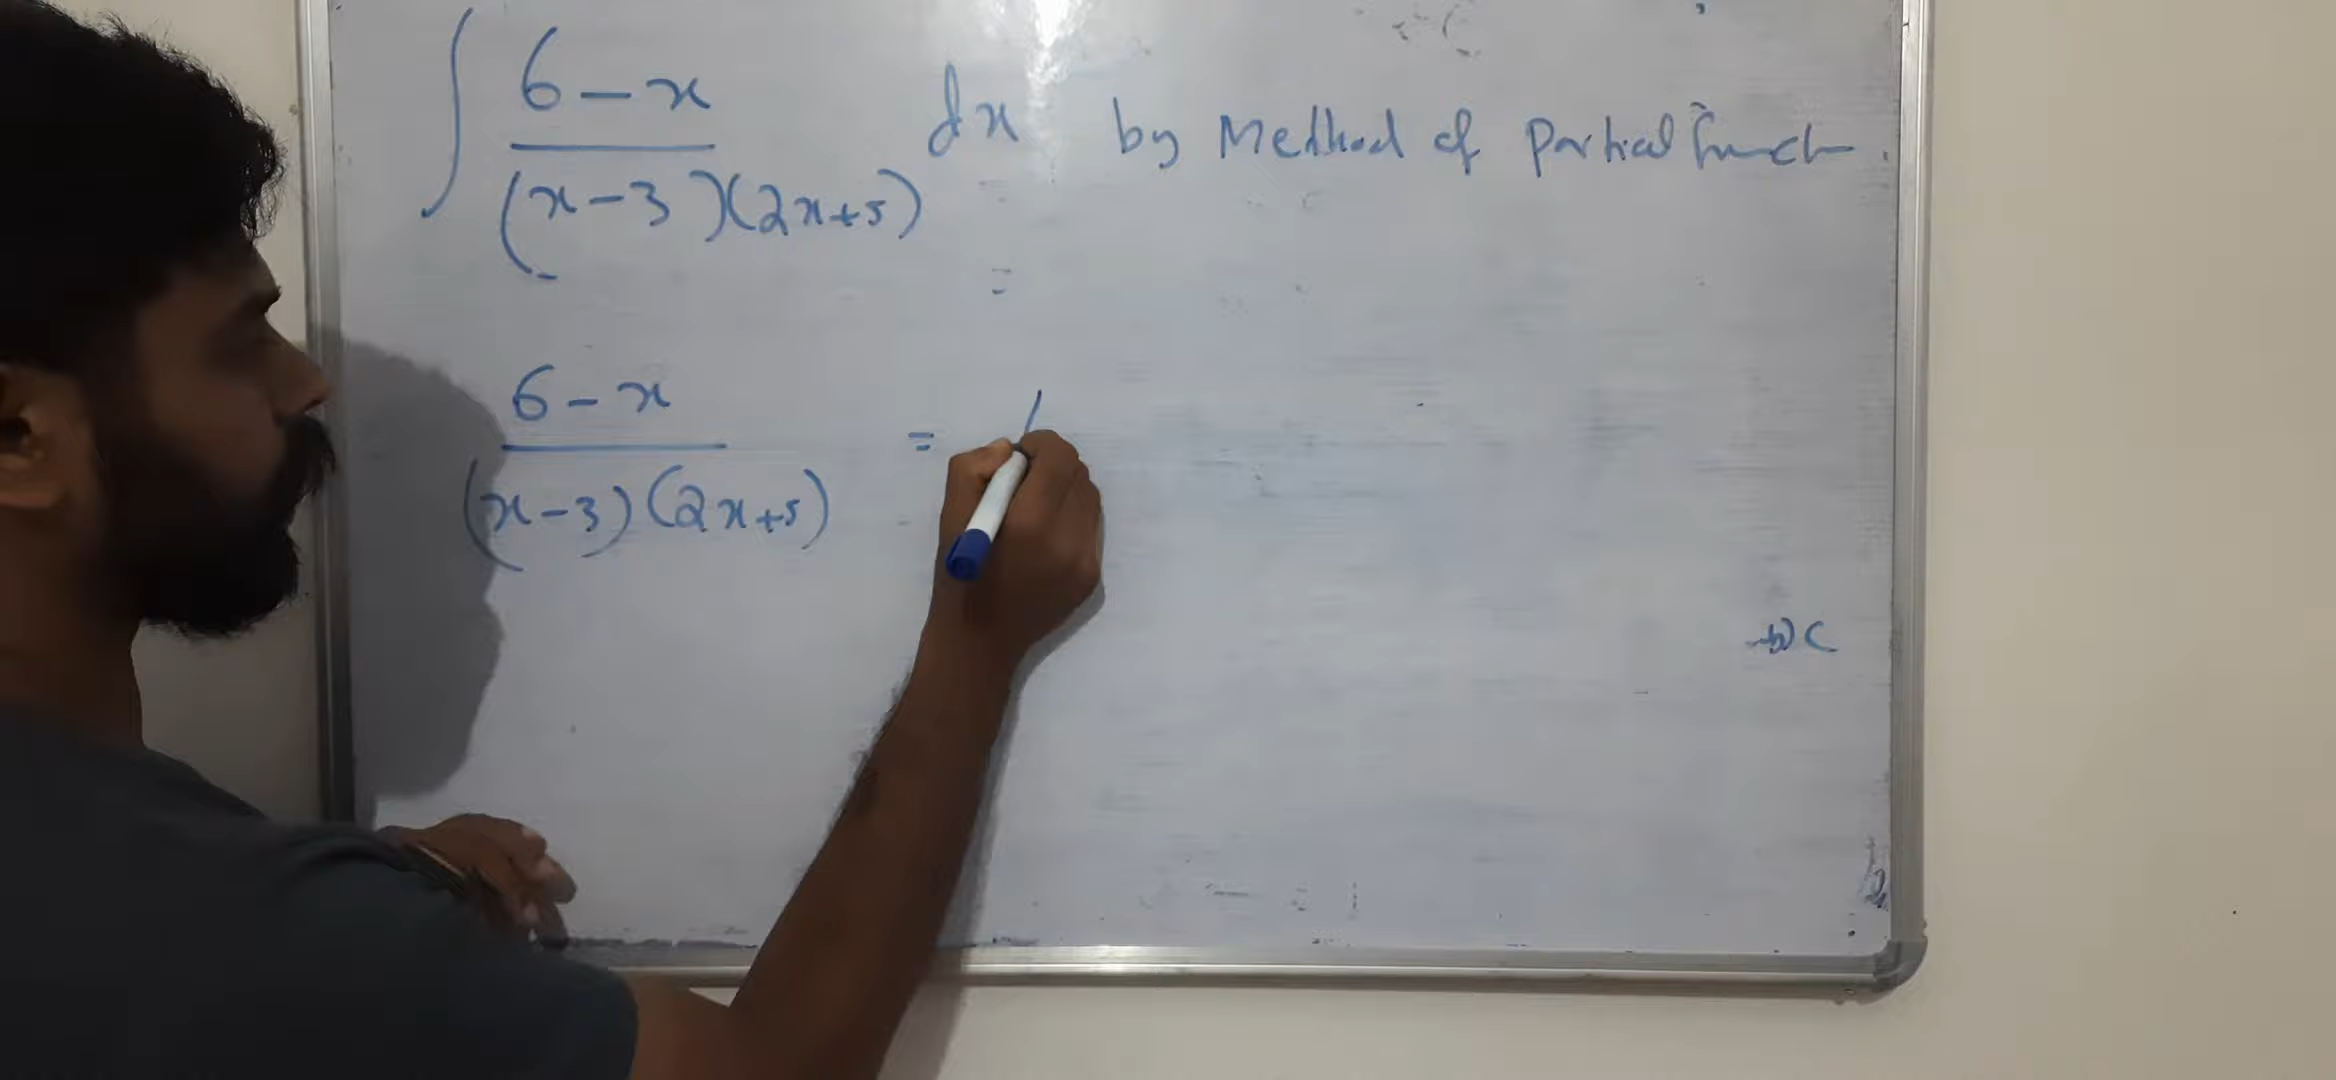 ∫ (6 - x) / ((x - 3)(2x + 5)) dx by Method of Partial
(6 - x) / ((x - 3)(2x + 5)) =